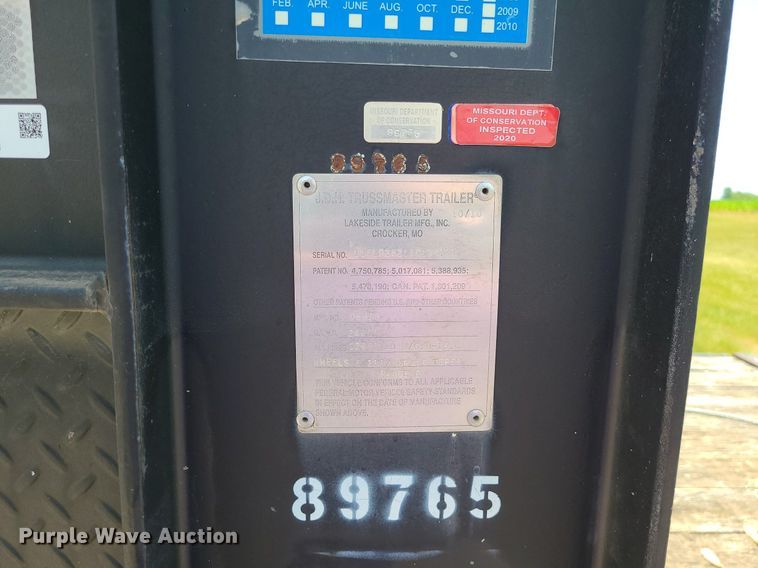 FEB APR. JUNE AUG. OCT. DEC. 2009
2010
MISSOURI DEPARTMENT
OF CONSERVATION
89765
MISSOURI DEPT.
OF CONSERVATION
INSPECTED
2020
J.D.H. TRUSSMASTER TRAILER
MANUFACTURED BY 10/10
LAKESIDE TRAILER MFG., INC.
CROCKER, MO
SERIAL NO.
PATENT NO. 4,750,785; 5,017,081; 5,388,935;
5,470,190; CAN. PAT. 1,301,209
OTHER PATENTS PENDING U.S. AND OTHER COUNTRIES
WHEELS
THIS VEHICLE CONFORMS TO ALL APPLICABLE
FEDERAL MOTOR VEHICLE SAFETY STANDARDS
IN EFFECT ON THE DATE OF MANUFACTURE
SHOWN ABOVE.
89765
Purple Wave Auction